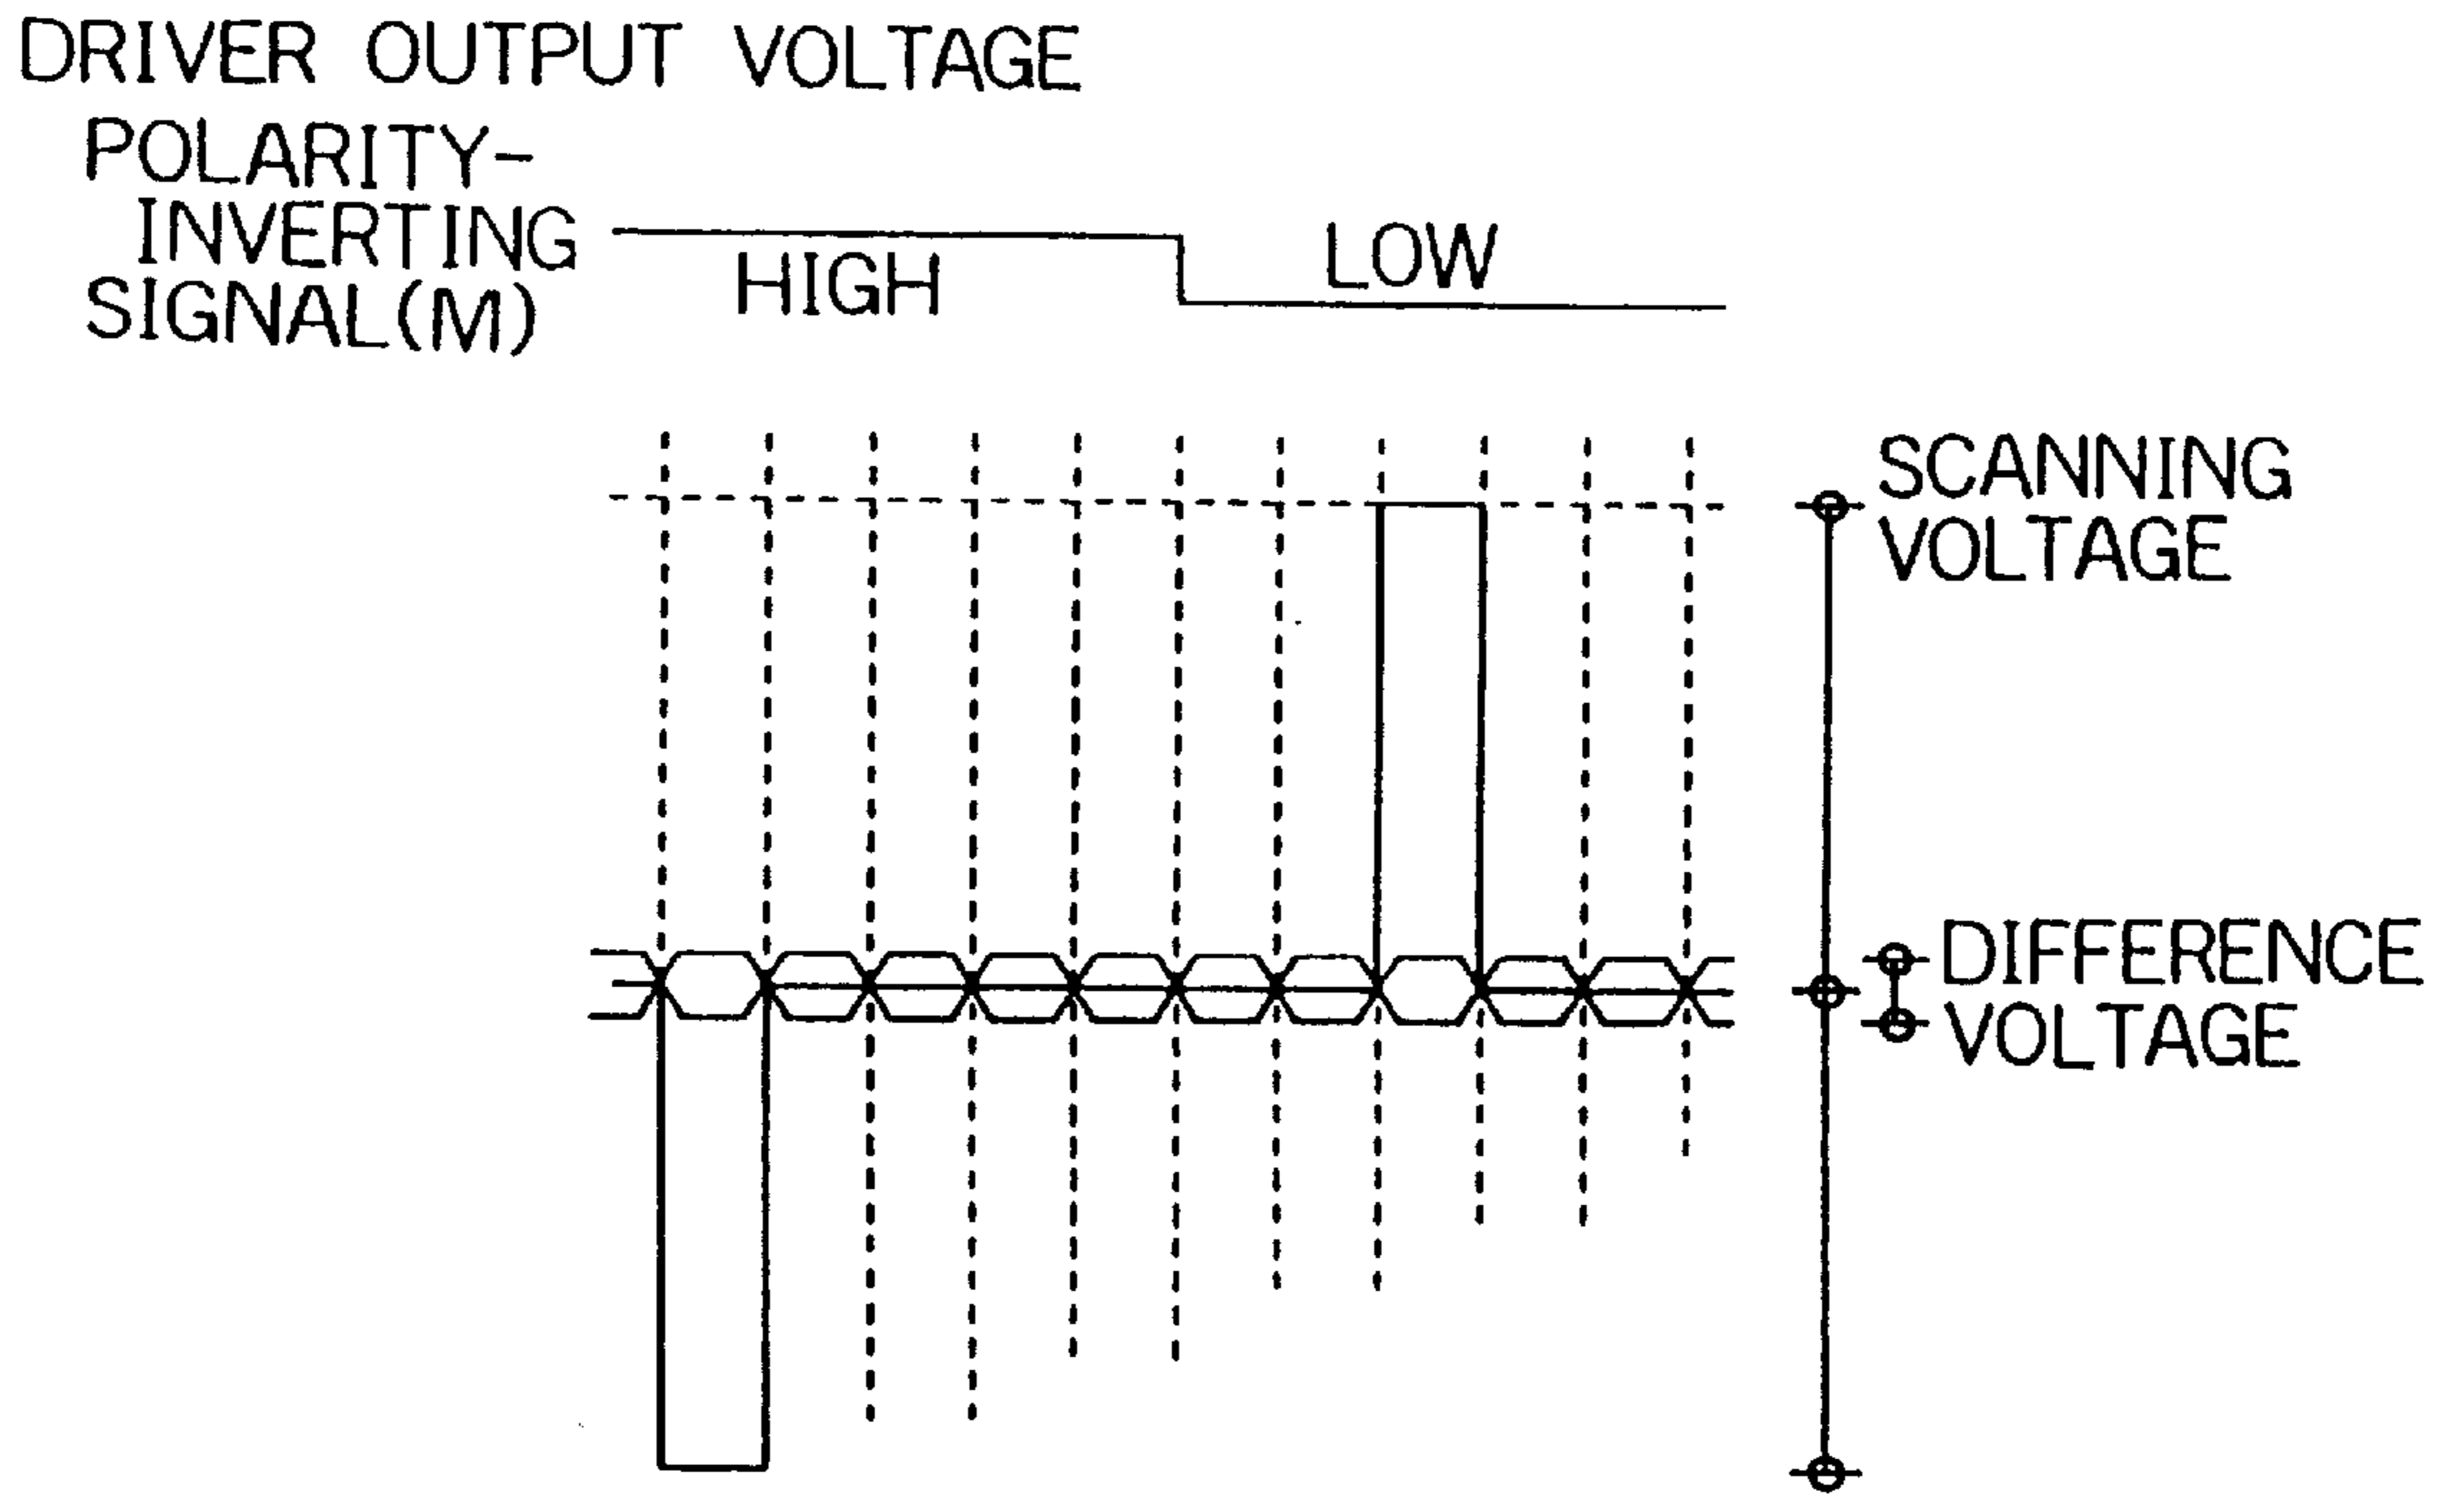 DRIVER OUTPUT VOLTAGE
POLARITY-
INVERTING
SIGNAL(M)
HIGH
LOW
SCANNING
VOLTAGE
DIFFERENCE
VOLTAGE